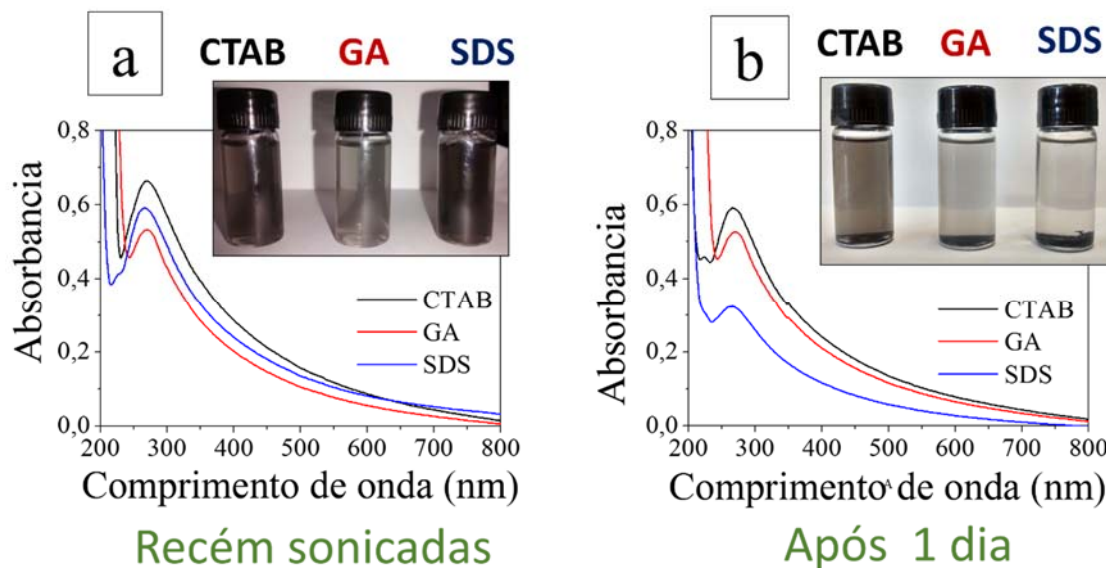 a
CTAB GA SDS
0,8
0,6
0,4
0,2
0,0
Absorbancia
CTAB
GA
SDS
200 300 400 500 600 700 800
Comprimento de onda (nm)
Recém sonicadas
b
CTAB GA SDS
0,8
0,6
0,4
0,2
0,0
Absorbancia
CTAB
GA
SDS
200 300 400 500 600 700 800
Comprimento A de onda (nm)
Após 1 dia